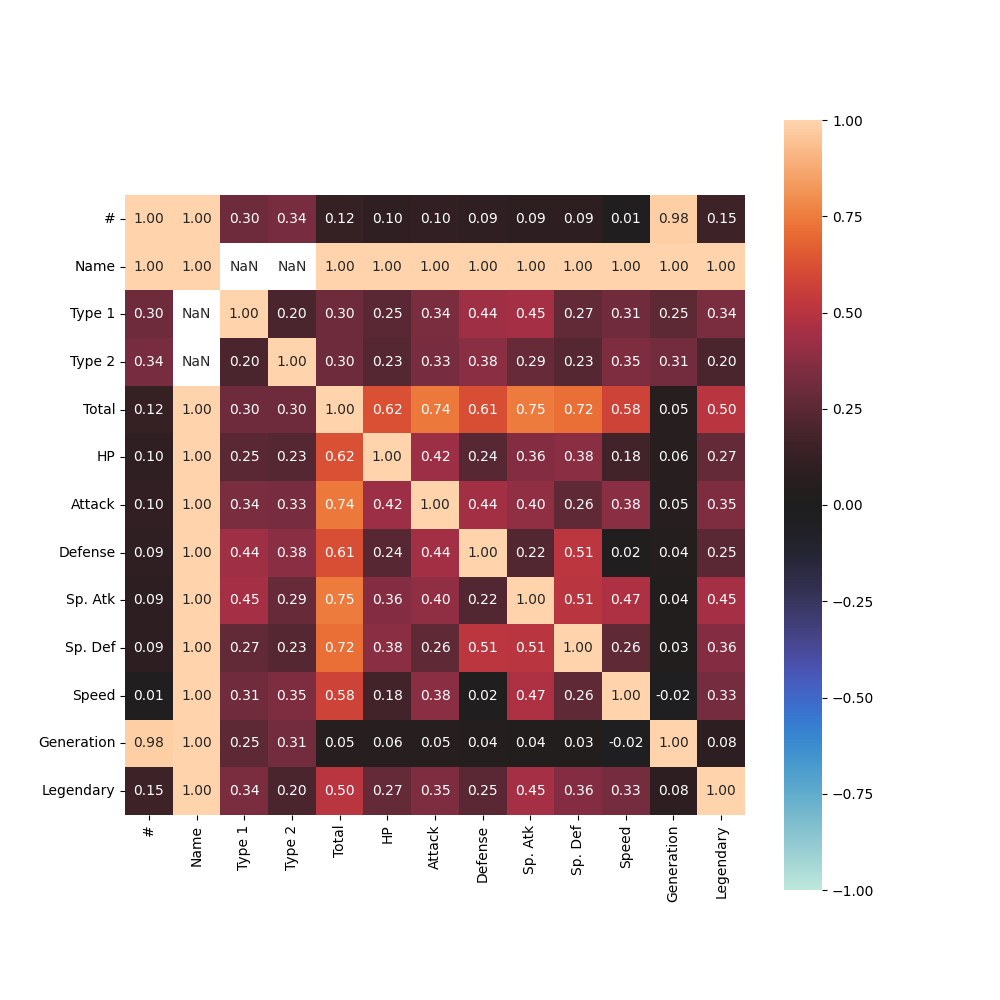 # 1.00 1.00 0.30 0.34 0.12 0.10 0.10 0.09 0.09 0.09 0.01 0.98 0.15
Name 1.00 1.00 NaN NaN 1.00 1.00 1.00 1.00 1.00 1.00 1.00 1.00 1.00
Type 1 0.30 NaN 1.00 0.20 0.30 0.25 0.34 0.44 0.45 0.27 0.31 0.25 0.34
Type 2 0.34 NaN 0.20 1.00 0.30 0.23 0.33 0.38 0.29 0.23 0.35 0.31 0.20
Total 0.12 1.00 0.30 0.30 1.00 0.62 0.74 0.61 0.75 0.72 0.58 0.05 0.50
HP 0.10 1.00 0.25 0.23 0.62 1.00 0.42 0.24 0.36 0.38 0.18 0.06 0.27
Attack 0.10 1.00 0.34 0.33 0.74 0.42 1.00 0.44 0.40 0.26 0.38 0.05 0.35
Defense 0.09 1.00 0.44 0.38 0.61 0.24 0.44 1.00 0.22 0.51 0.02 0.04 0.25
Sp. Atk 0.09 1.00 0.45 0.29 0.75 0.36 0.40 0.22 1.00 0.51 0.47 0.04 0.45
Sp. Def 0.09 1.00 0.27 0.23 0.72 0.38 0.26 0.51 0.51 1.00 0.26 0.03 0.36
Speed 0.01 1.00 0.31 0.35 0.58 0.18 0.38 0.02 0.47 0.26 1.00 -0.02 0.33
Generation 0.98 1.00 0.25 0.31 0.05 0.06 0.05 0.04 0.04 0.03 -0.02 1.00 0.08
Legendary 0.15 1.00 0.34 0.20 0.50 0.27 0.35 0.25 0.45 0.36 0.33 0.08 1.00
# Name Type 1 Type 2 Total HP Attack Defense Sp. Atk Sp. Def Speed Generation Legendary
1.00
0.75
0.50
0.25
0.00
−0.25
−0.50
−0.75
−1.00